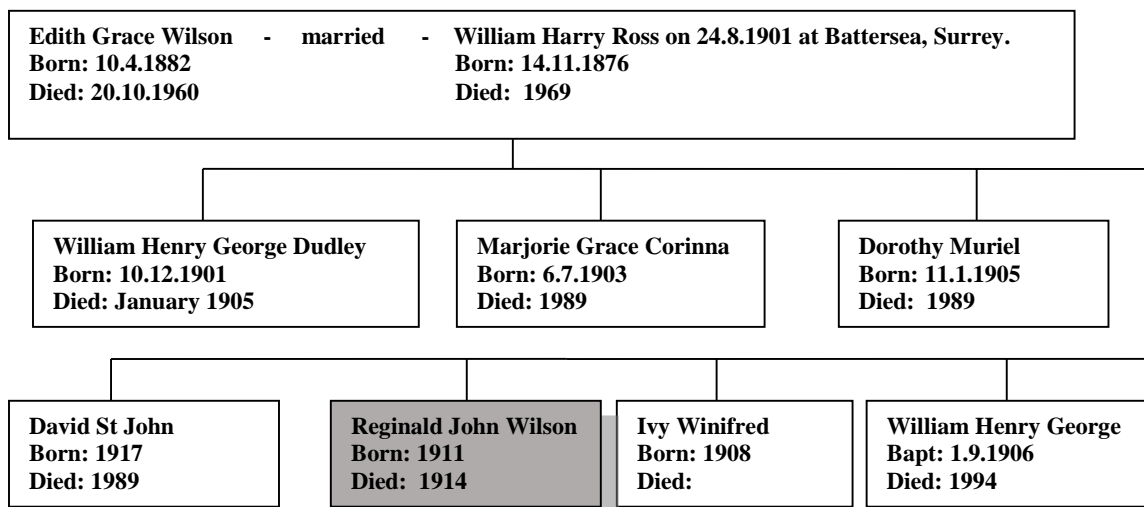 Edith Grace Wilson - married - William Harry Ross on 24.8.1901 at Battersea, Surrey.
Born: 10.4.1882 Born: 14.11.1876
Died: 20.10.1960 Died: 1969
William Henry George Dudley
Born: 10.12.1901
Died: January 1905
Marjorie Grace Corinna
Born: 6.7.1903
Died: 1989
Dorothy Muriel
Born: 11.1.1905
Died: 1989
David St John
Born: 1917
Died: 1989
Reginald John Wilson
Born: 1911
Died: 1914
Ivy Winifred
Born: 1908
Died:
William Henry George
Bapt: 1.9.1906
Died: 1994